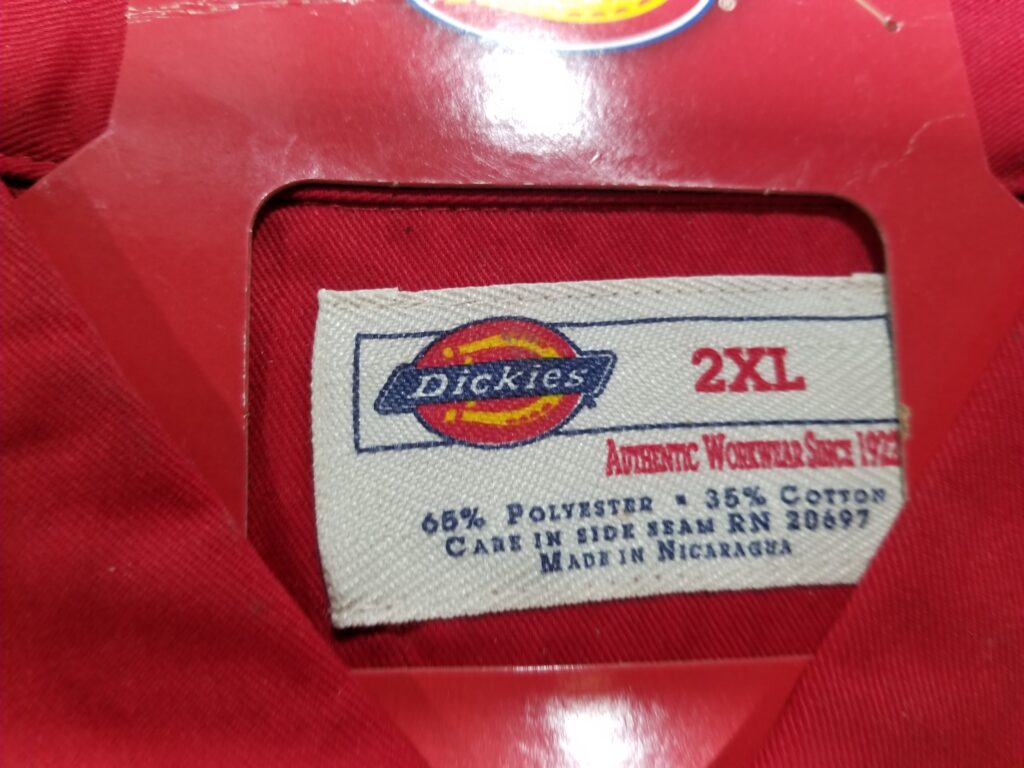 ®
Dickies
2XL
AUTHENTIC WORKWEAR SINCE 1922
65% POLYESTER • 35% COTTON
CARE IN SIDE SEAM RN 20697
MADE IN NICARAGUA